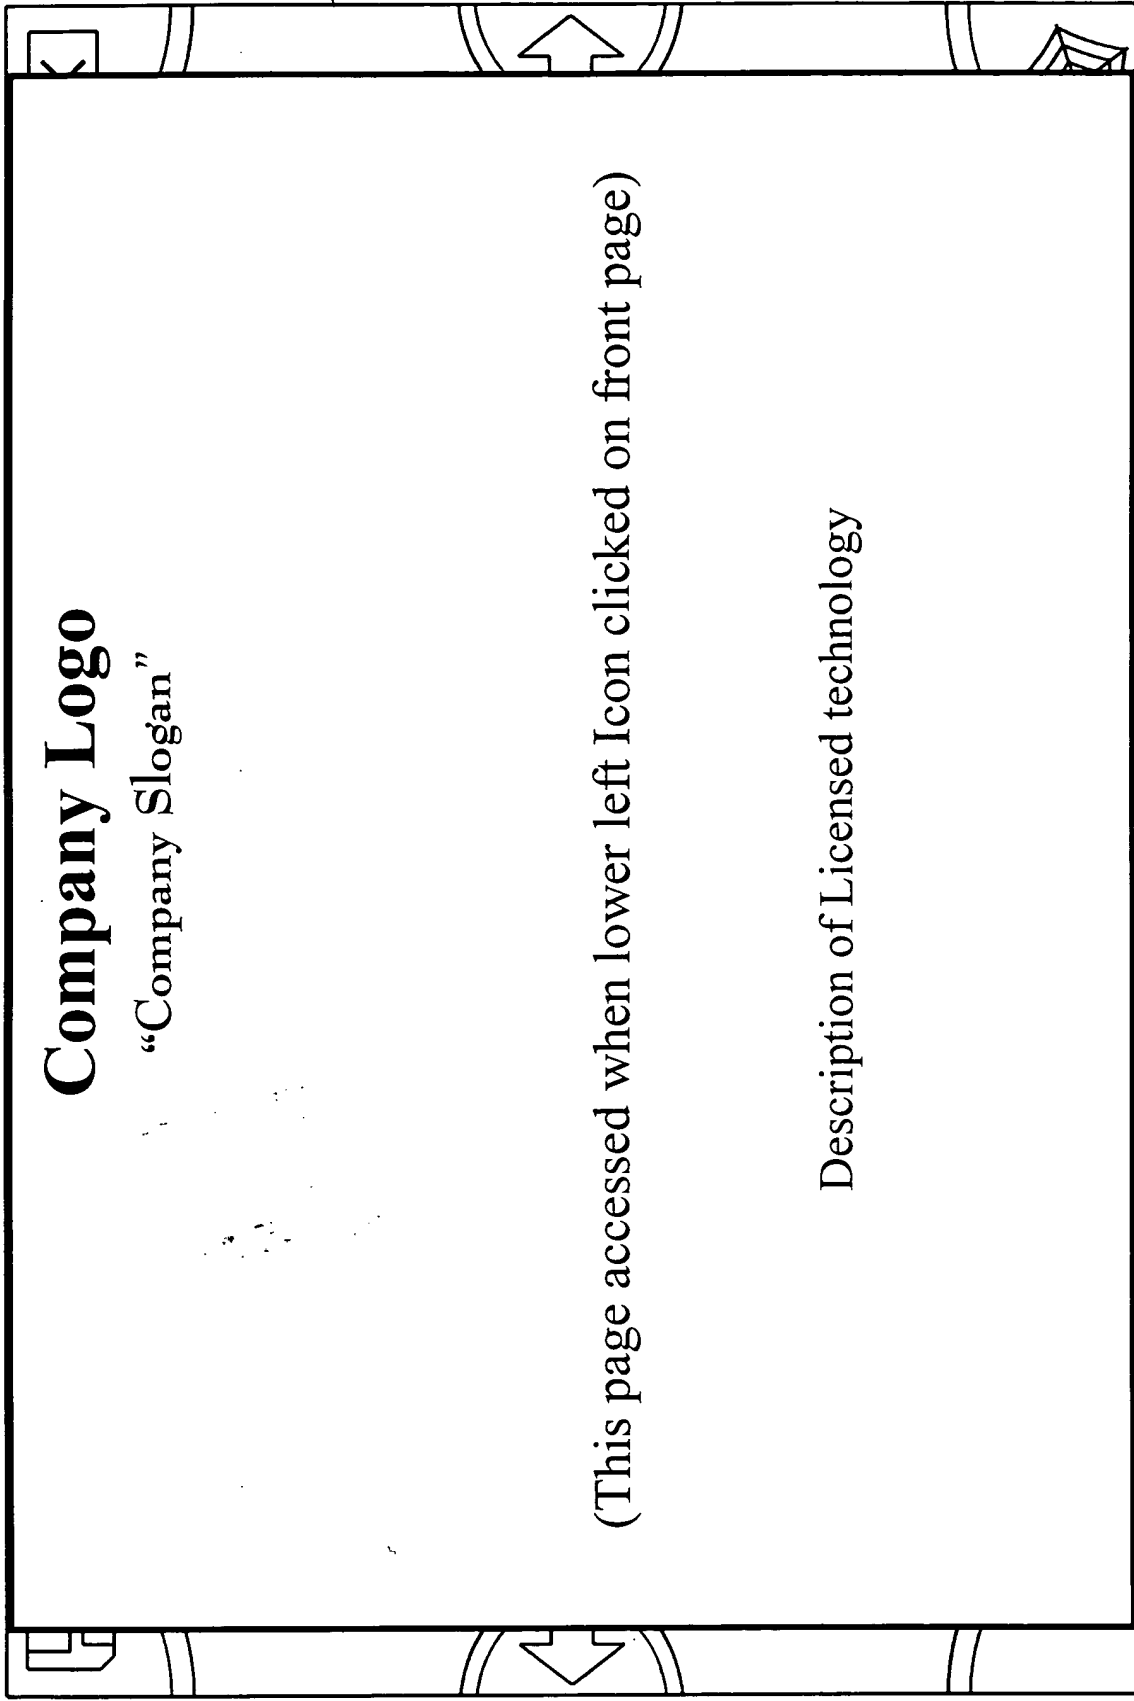 Company Logo
“Company Slogan”
(This page accessed when lower left Icon clicked on front page)
Description of Licensed technology